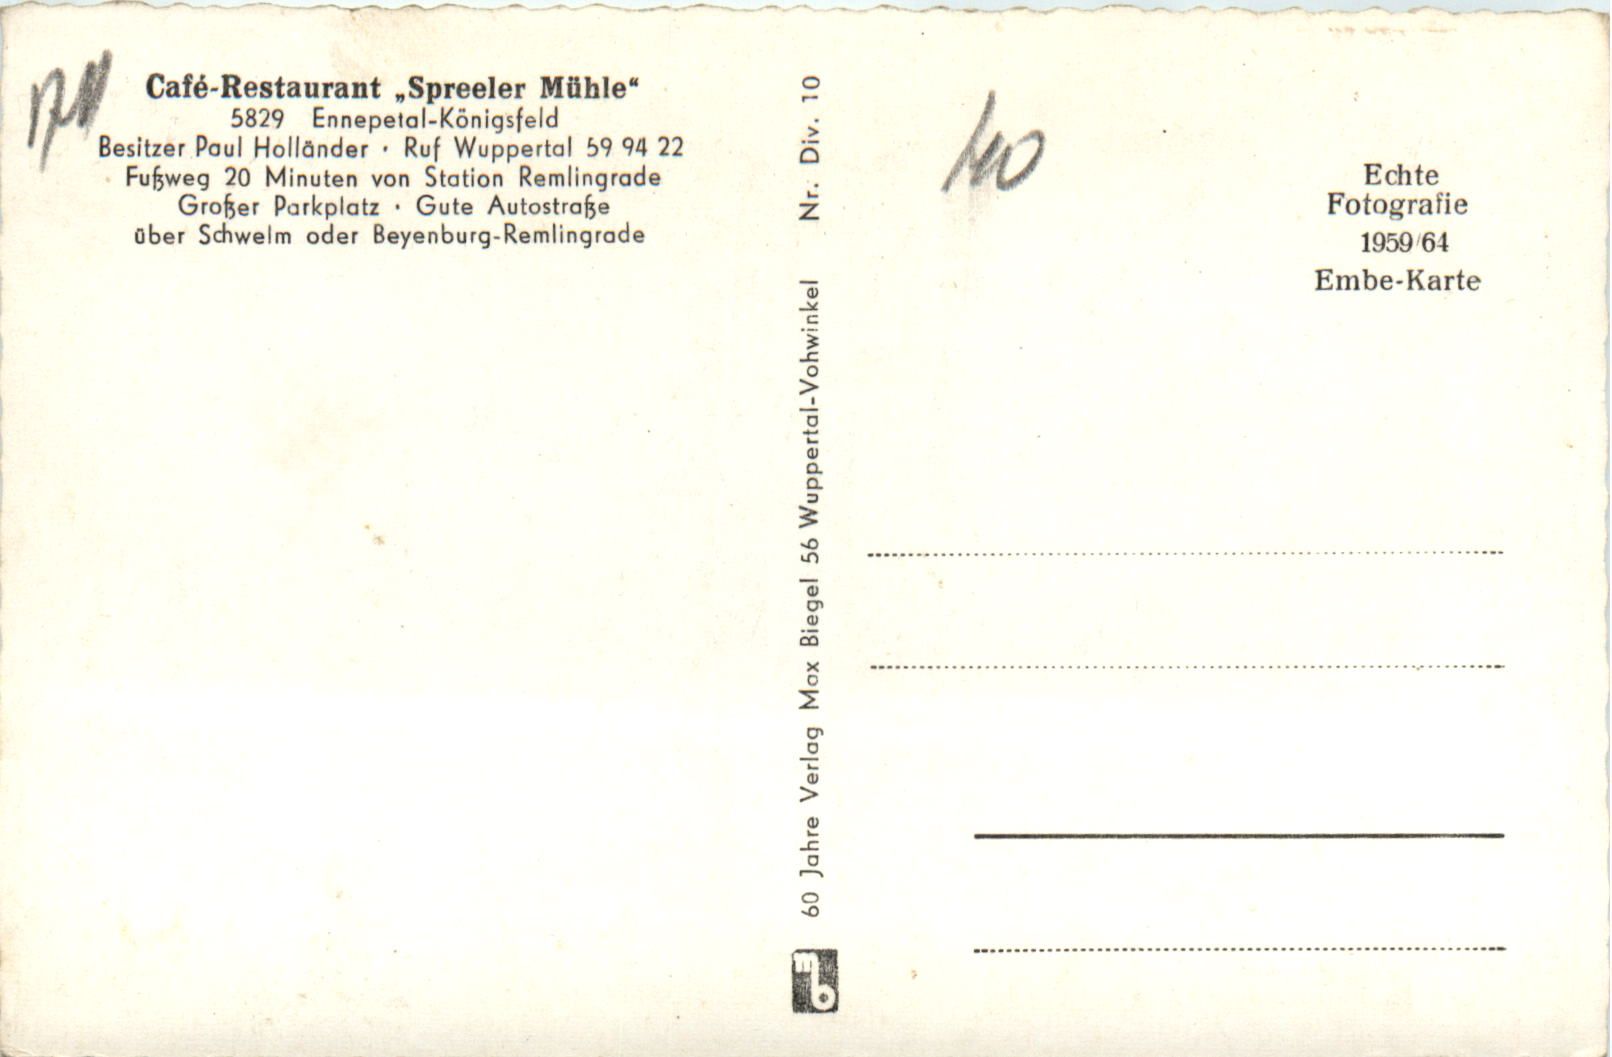 Café-Restaurant „Spreeler Mühle“
5829 Ennepetal-Königsfeld
Besitzer Paul Holländer · Ruf Wuppertal 59 94 22
Fußweg 20 Minuten von Station Remlingrade
Großer Parkplatz · Gute Autostraße
über Schwelm oder Beyenburg-Remlingrade
60 Jahre Verlag Max Biegel 56 Wuppertal-Vohwinkel Nr. Div. 10
mb
40
Echte
Fotografie
1959/64
Embe-Karte